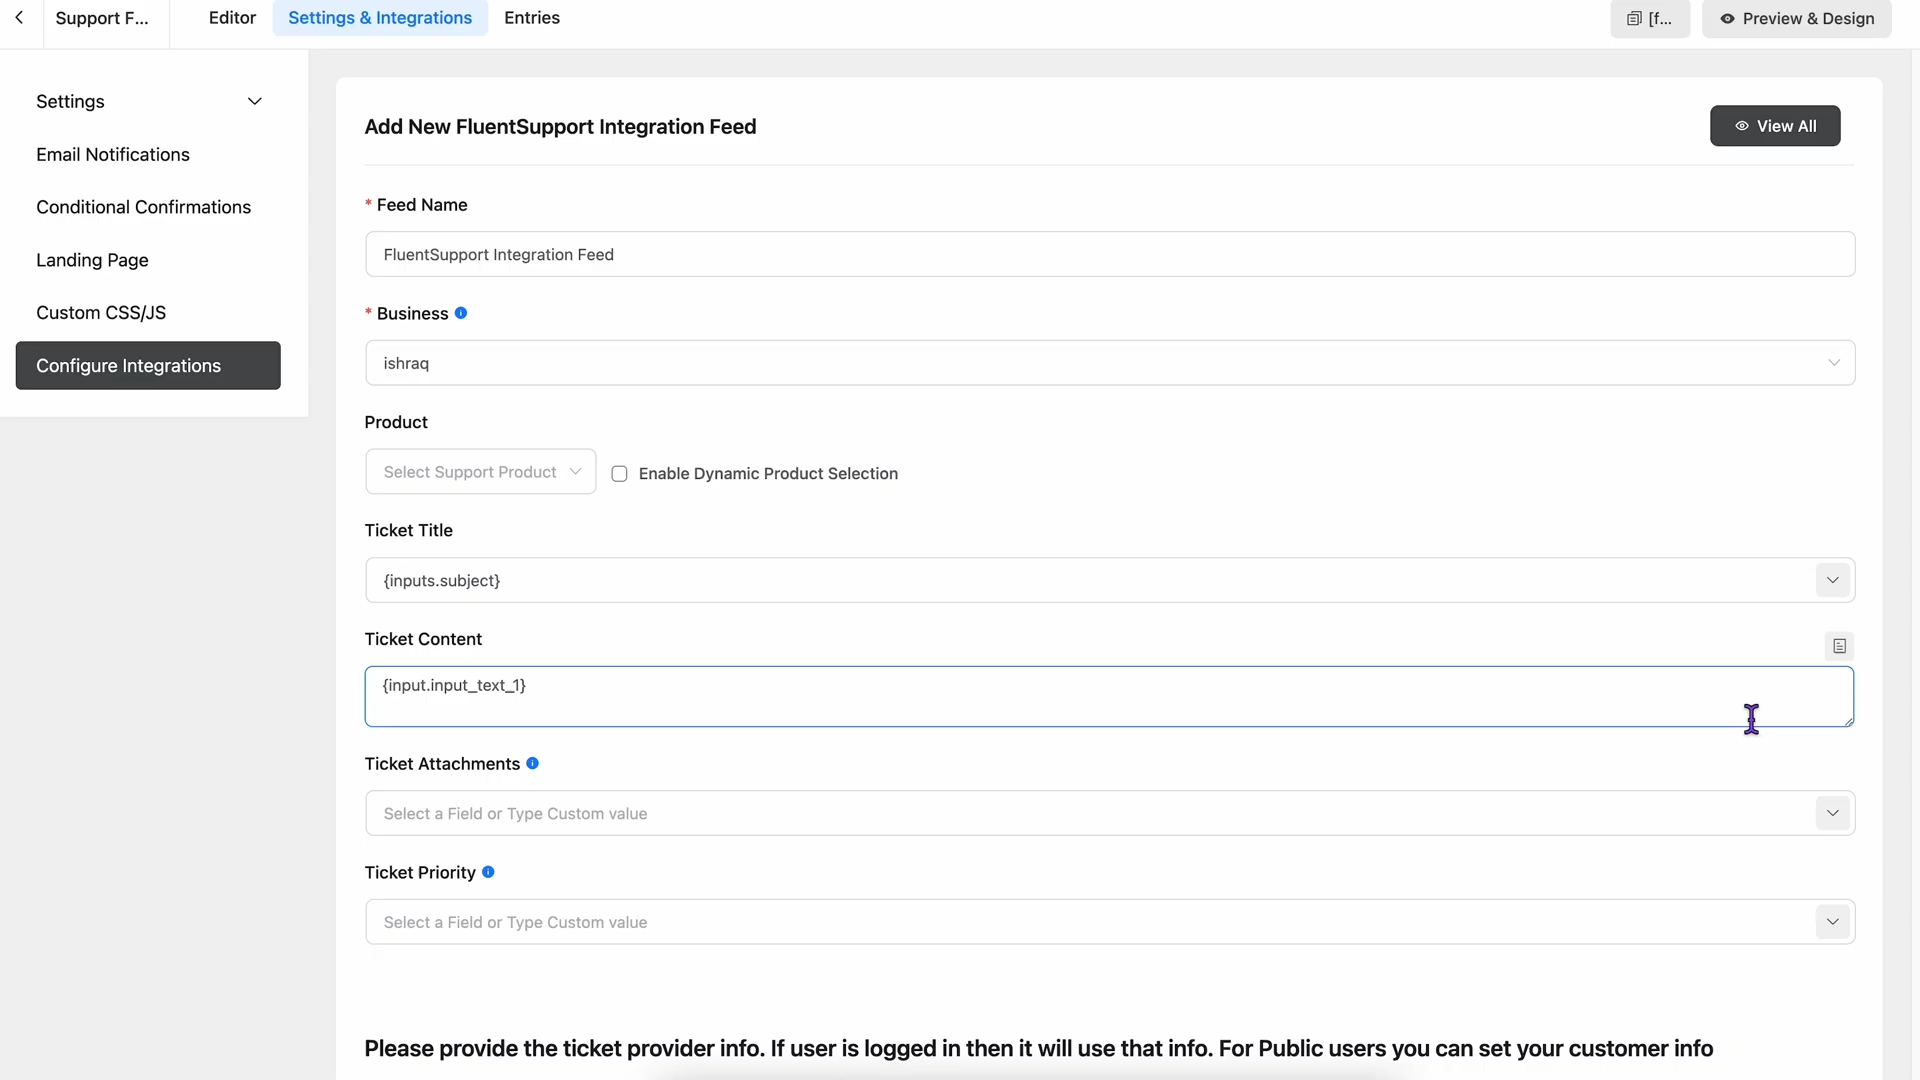 Support F...
Editor
Settings & Integrations
Entries
[f...
Preview & Design
Settings
Email Notifications
Conditional Confirmations
Landing Page
Custom CSS/JS
Configure Integrations
Add New FluentSupport Integration Feed
View All
* Feed Name
FluentSupport Integration Feed
* Business
ishraq
Product
Select Support Product
Enable Dynamic Product Selection
Ticket Title
{inputs.subject}
Ticket Content
{input.input_text_1}
Ticket Attachments
Select a Field or Type Custom value
Ticket Priority
Select a Field or Type Custom value
Please provide the ticket provider info. If user is logged in then it will use that info. For Public users you can set your customer info